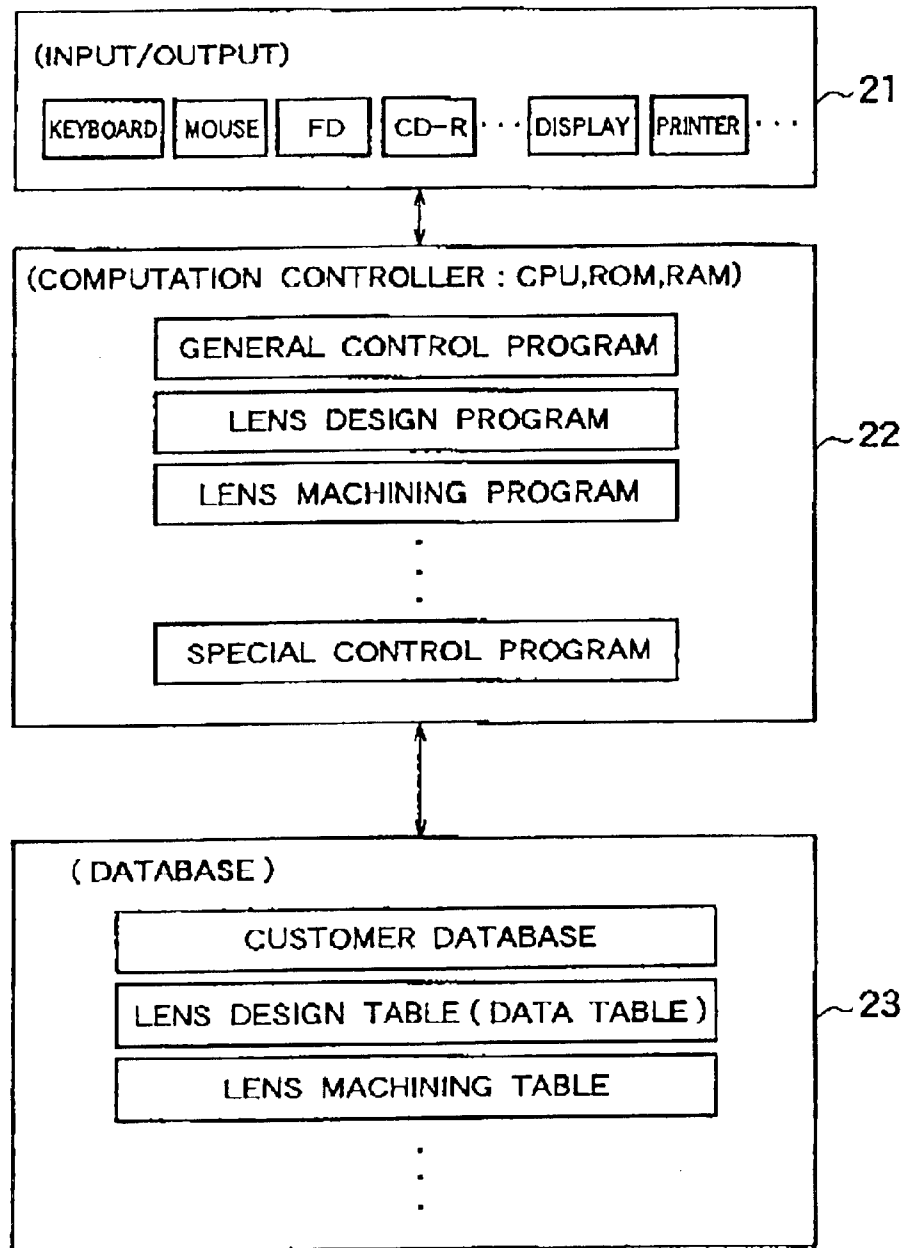 (INPUT/OUTPUT)
21
KEYBOARD MOUSE FD CD-R ··· DISPLAY PRINTER ···
(COMPUTATION CONTROLLER : CPU,ROM,RAM)
GENERAL CONTROL PROGRAM
LENS DESIGN PROGRAM
22
LENS MACHINING PROGRAM
SPECIAL CONTROL PROGRAM
(DATABASE)
CUSTOMER DATABASE
LENS DESIGN TABLE (DATA TABLE)
23
LENS MACHINING TABLE